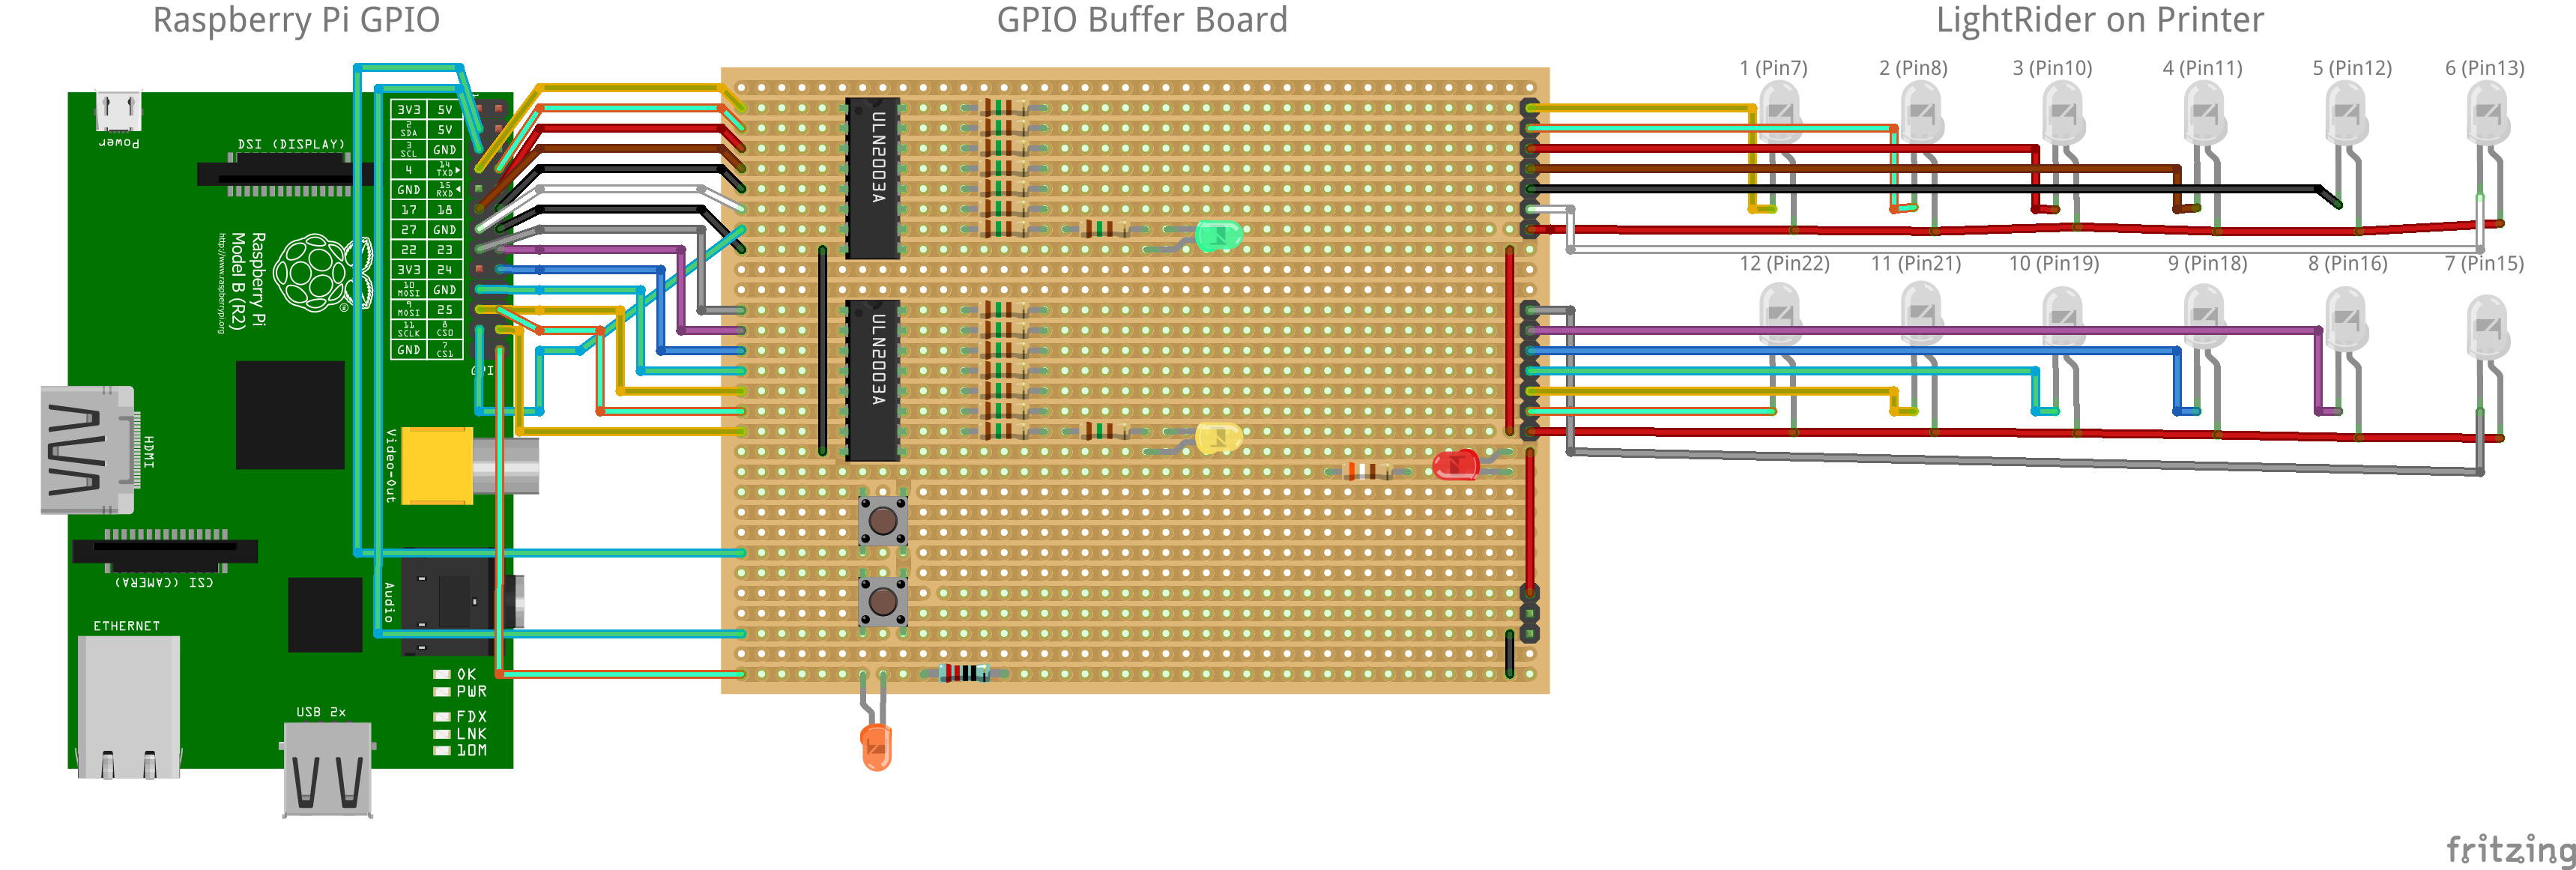 Raspberry Pi GPIO
GPIO Buffer Board
LightRider on Printer
1 (Pin7)
2 (Pin8)
3 (Pin10)
4 (Pin11)
5 (Pin12)
6 (Pin13)
Power
DSI (DISPLAY)
3V3 5V
2 SDA 5V
3 SCL GND
4 14 TXD
GND 15 RXD
17 18
27 GND
22 23
3V3 24
10 MOSI GND
9 MOSI 25
11 SCLK 8 CS0
GND 7 CS1
GPI
Raspberry Pi
Model B (R2)
http://www.raspberrypi.org
ULN2003A
ULN2003A
12 (Pin22)
11 (Pin21)
10 (Pin19)
9 (Pin18)
8 (Pin16)
7 (Pin15)
HDMI
Video-Out
CSI (CAMERA)
Audio
ETHERNET
OK
PWR
FDX
LNK
10M
USB 2x
fritzing